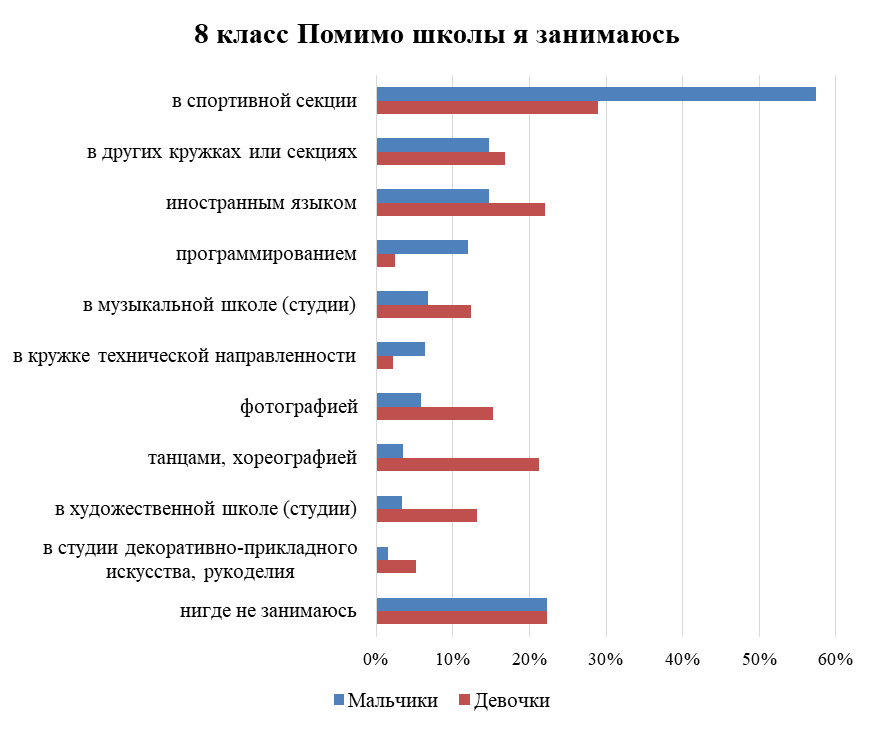 8 класс Помимо школы я занимаюсь
в спортивной секции
в других кружках или секциях
иностранным языком
программированием
в музыкальной школе (студии)
в кружке технической направленности
фотографией
танцами, хореографией
в художественной школе (студии)
в студии декоративно-прикладного
искусства, рукоделия
нигде не занимаюсь
0% 10% 20% 30% 40% 50% 60%
Мальчики Девочки